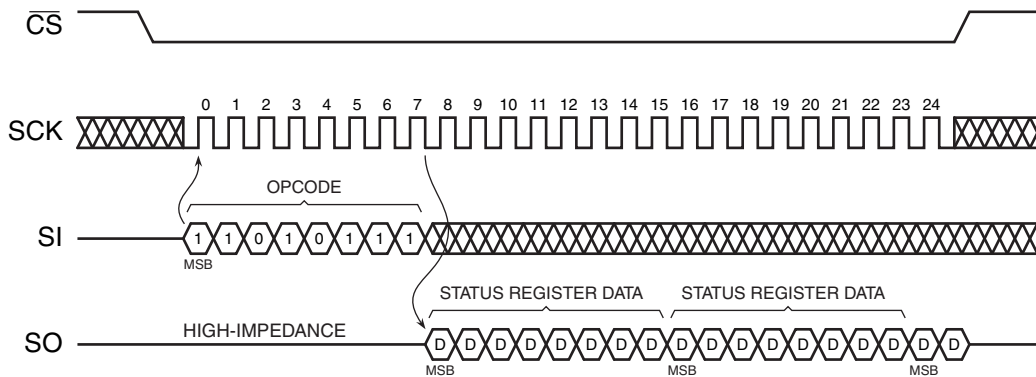 CS
0 1 2 3 4 5 6 7 8 9 10 11 12 13 14 15 16 17 18 19 20 21 22 23 24
SCK
OPCODE
SI 1 1 0 1 0 1 1 1
MSB
STATUS REGISTER DATA STATUS REGISTER DATA
HIGH-IMPEDANCE
SO D D D D D D D D D D D D D D D D D D
MSB MSB MSB